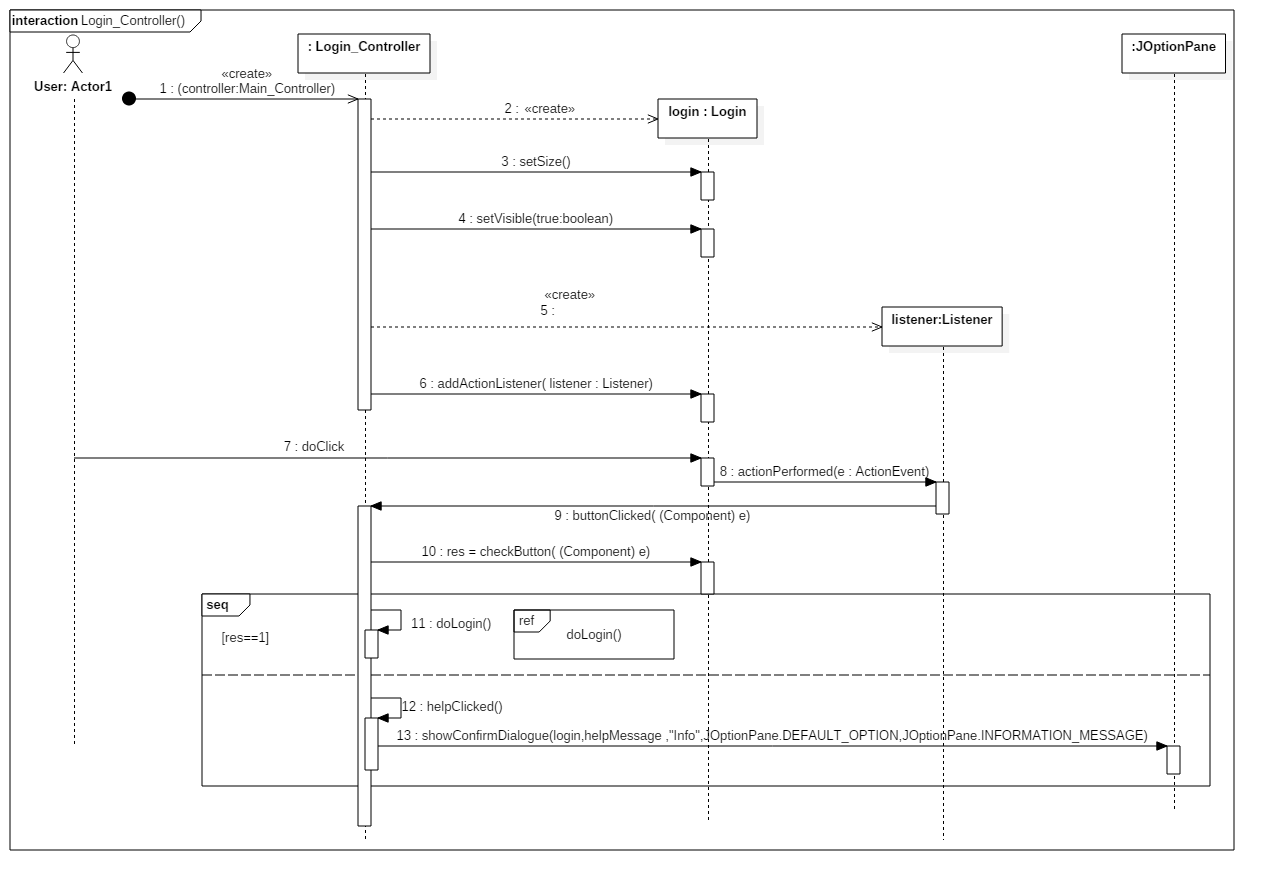 interaction Login_Controller()
: Login_Controller
:JOptionPane
User: Actor1
«create»
1 : (controller:Main_Controller)
2 : «create»
login : Login
3 : setSize()
4 : setVisible(true:boolean)
«create»
5 :
listener:Listener
6 : addActionListener( listener : Listener)
7 : doClick
8 : actionPerformed(e : ActionEvent)
9 : buttonClicked( (Component) e)
10 : res = checkButton( (Component) e)
seq
[res==1]
11 : doLogin()
ref
doLogin()
12 : helpClicked()
13 : showConfirmDialogue(login,helpMessage ,"Info",JOptionPane.DEFAULT_OPTION,JOptionPane.INFORMATION_MESSAGE)